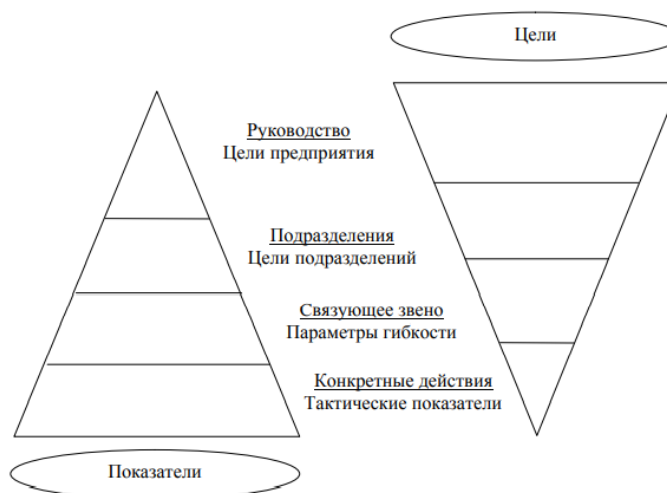 Цели
Руководство
Цели предприятия
Подразделения
Цели подразделений
Связующее звено
Параметры гибкости
Конкретные действия
Тактические показатели
Показатели